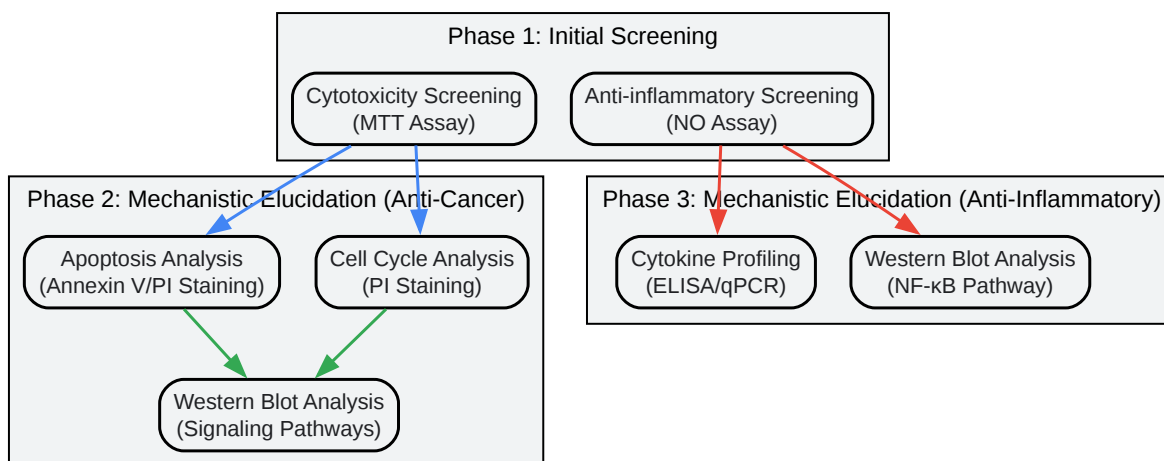 Phase 1: Initial Screening
Cytotoxicity Screening
(MTT Assay)
Anti-inflammatory Screening
(NO Assay)
Phase 2: Mechanistic Elucidation (Anti-Cancer)
Apoptosis Analysis
(Annexin V/PI Staining)
Cell Cycle Analysis
(PI Staining)
Western Blot Analysis
(Signaling Pathways)
Phase 3: Mechanistic Elucidation (Anti-Inflammatory)
Cytokine Profiling
(ELISA/qPCR)
Western Blot Analysis
(NF-κB Pathway)